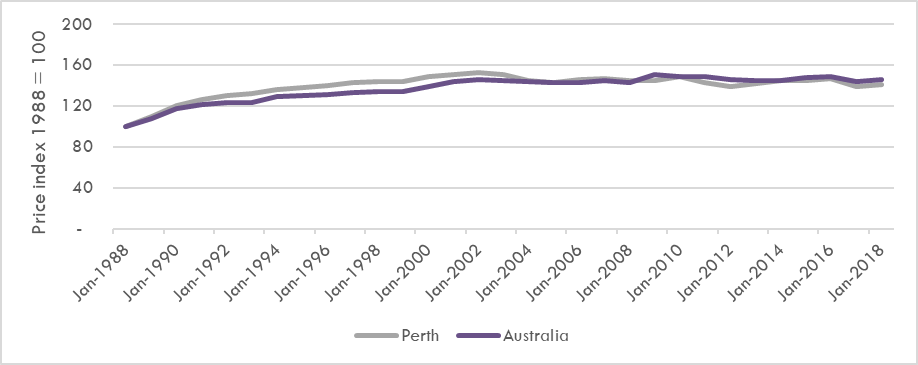 Price index 1988 = 100
200
160
120
80
40
-
Jan-1988
Jan-1990
Jan-1992
Jan-1994
Jan-1996
Jan-1998
Jan-2000
Jan-2002
Jan-2004
Jan-2006
Jan-2008
Jan-2010
Jan-2012
Jan-2014
Jan-2016
Jan-2018
Perth
Australia